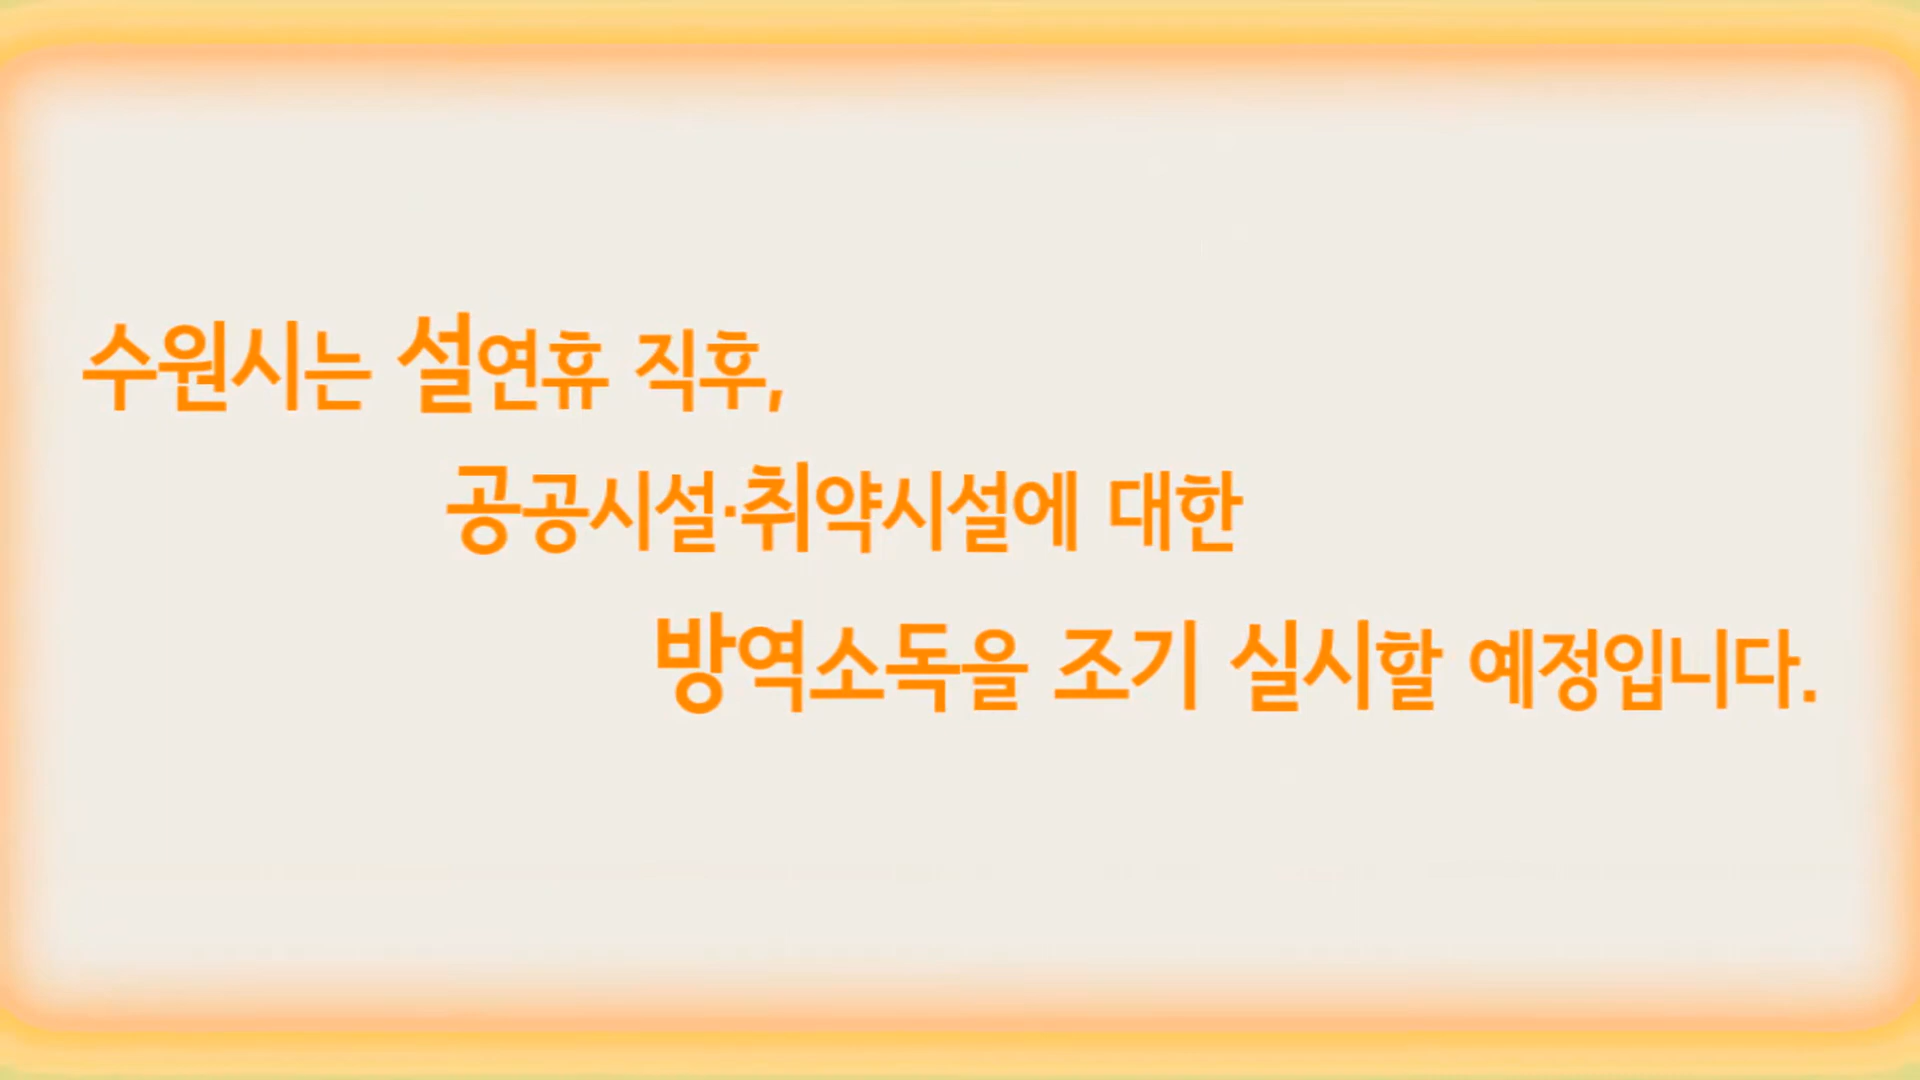 수원시는 설연휴 직후,
공공시설·취약시설에 대한
방역소독을 조기 실시할 예정입니다.